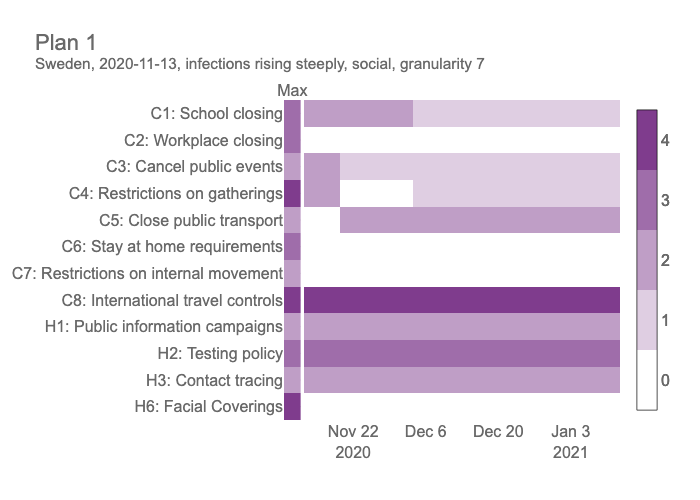 Plan 1
Sweden, 2020-11-13, infections rising steeply, social, granularity 7
Max
C1: School closing
C2: Workplace closing
C3: Cancel public events
C4: Restrictions on gatherings
C5: Close public transport
C6: Stay at home requirements
C7: Restrictions on internal movement
C8: International travel controls
H1: Public information campaigns
H2: Testing policy
H3: Contact tracing
H6: Facial Coverings
4
3
2
1
0
Nov 22 Dec 6 Dec 20 Jan 3
2020 2021